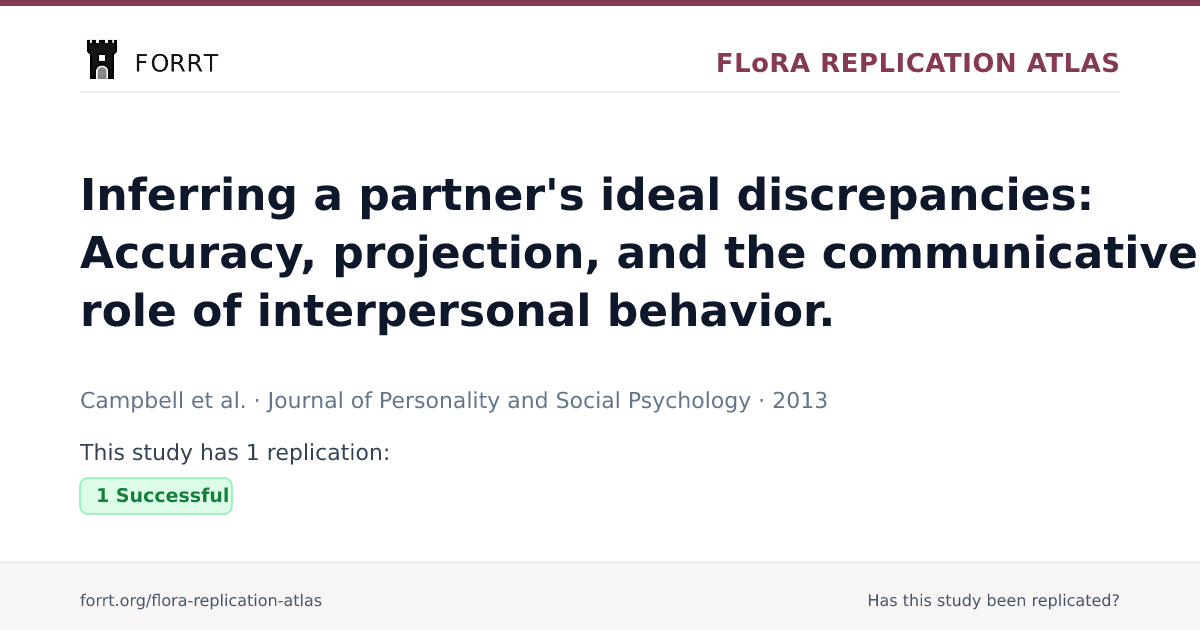 FORRT
FLoRA REPLICATION ATLAS
Inferring a partner's ideal discrepancies:
Accuracy, projection, and the communicative
role of interpersonal behavior.
Campbell et al. · Journal of Personality and Social Psychology · 2013
This study has 1 replication:
1 Successful
forrt.org/flora-replication-atlas
Has this study been replicated?